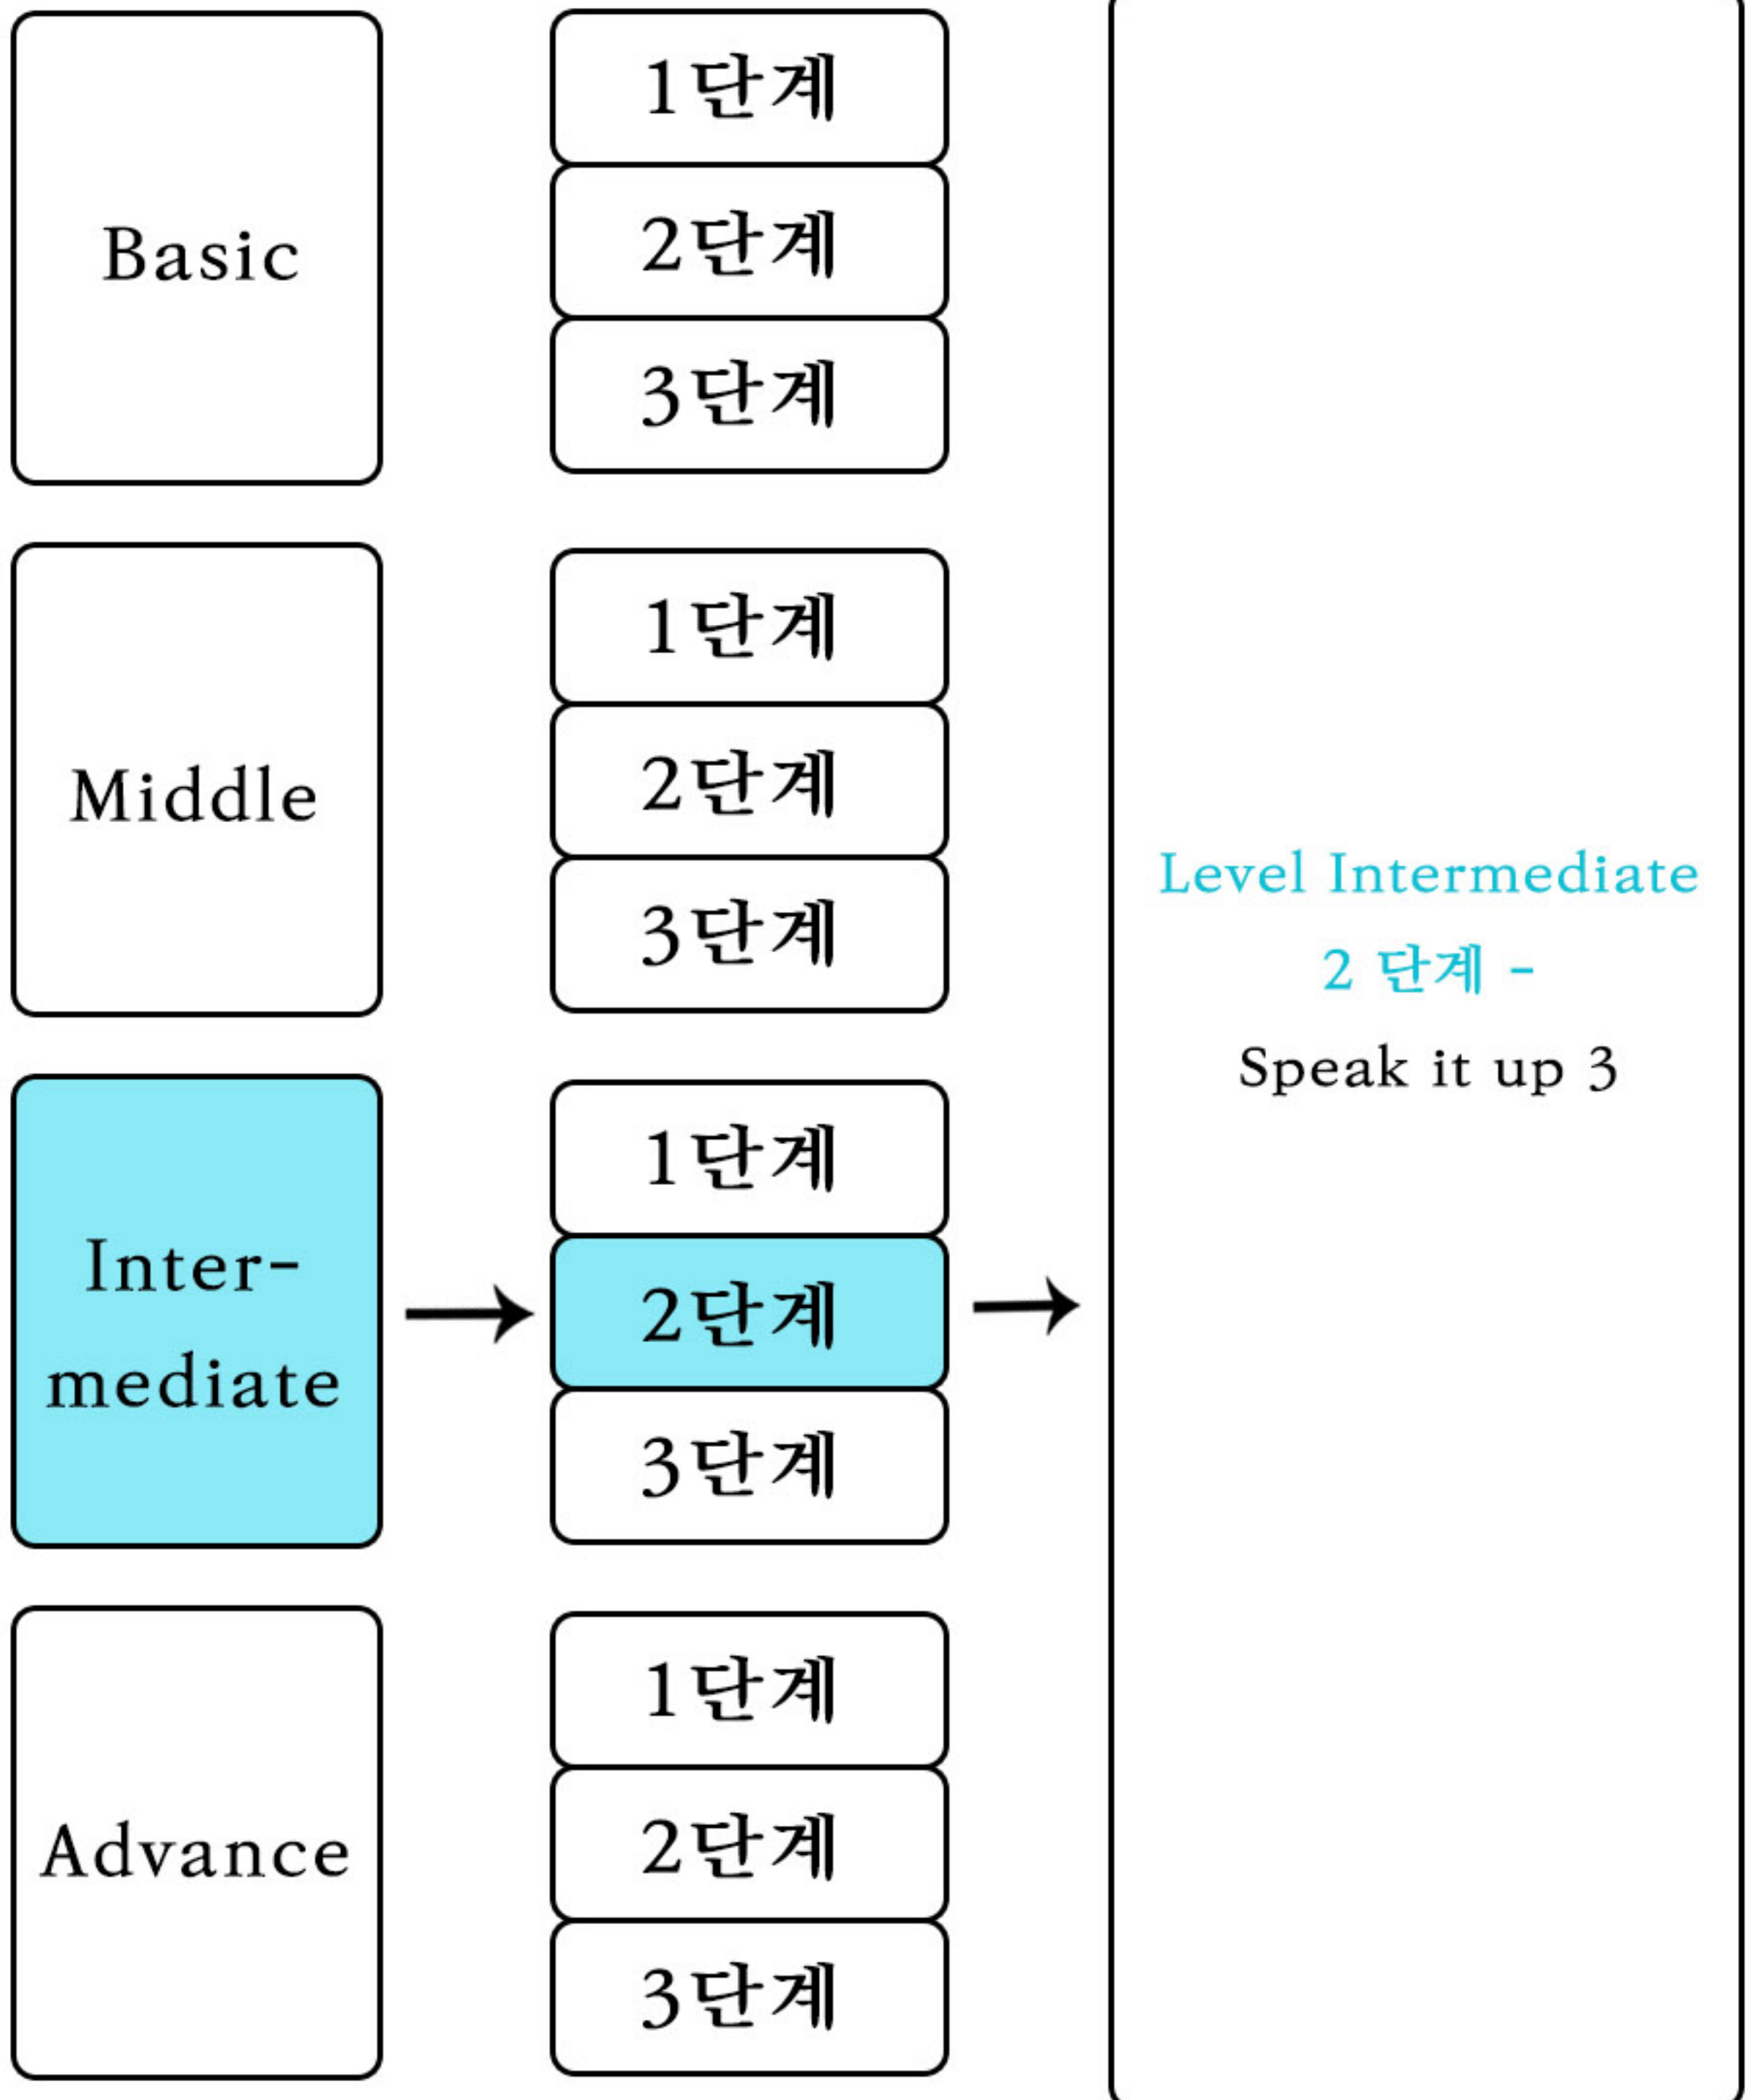 Basic
1단계
2단계
3단계
Middle
1단계
2단계
3단계
Inter-
mediate
1단계
2단계
3단계
Advance
1단계
2단계
3단계
Level Intermediate
2 단계 -
Speak it up 3